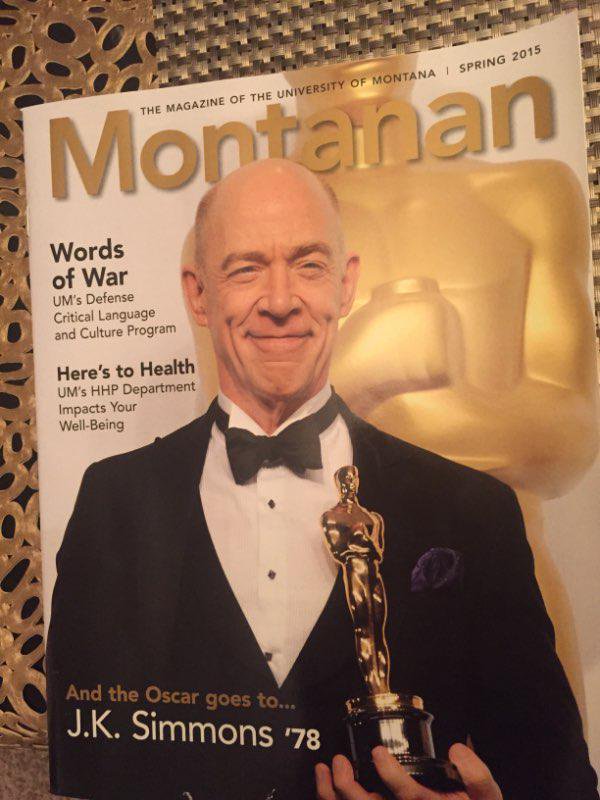 THE MAGAZINE OF THE UNIVERSITY OF MONTANA | SPRING 2015
Montanan
Words
of War
UM's Defense
Critical Language
and Culture Program
Here's to Health
UM's HHP Department
Impacts Your
Well-Being
And the Oscar goes to...
J.K. Simmons '78